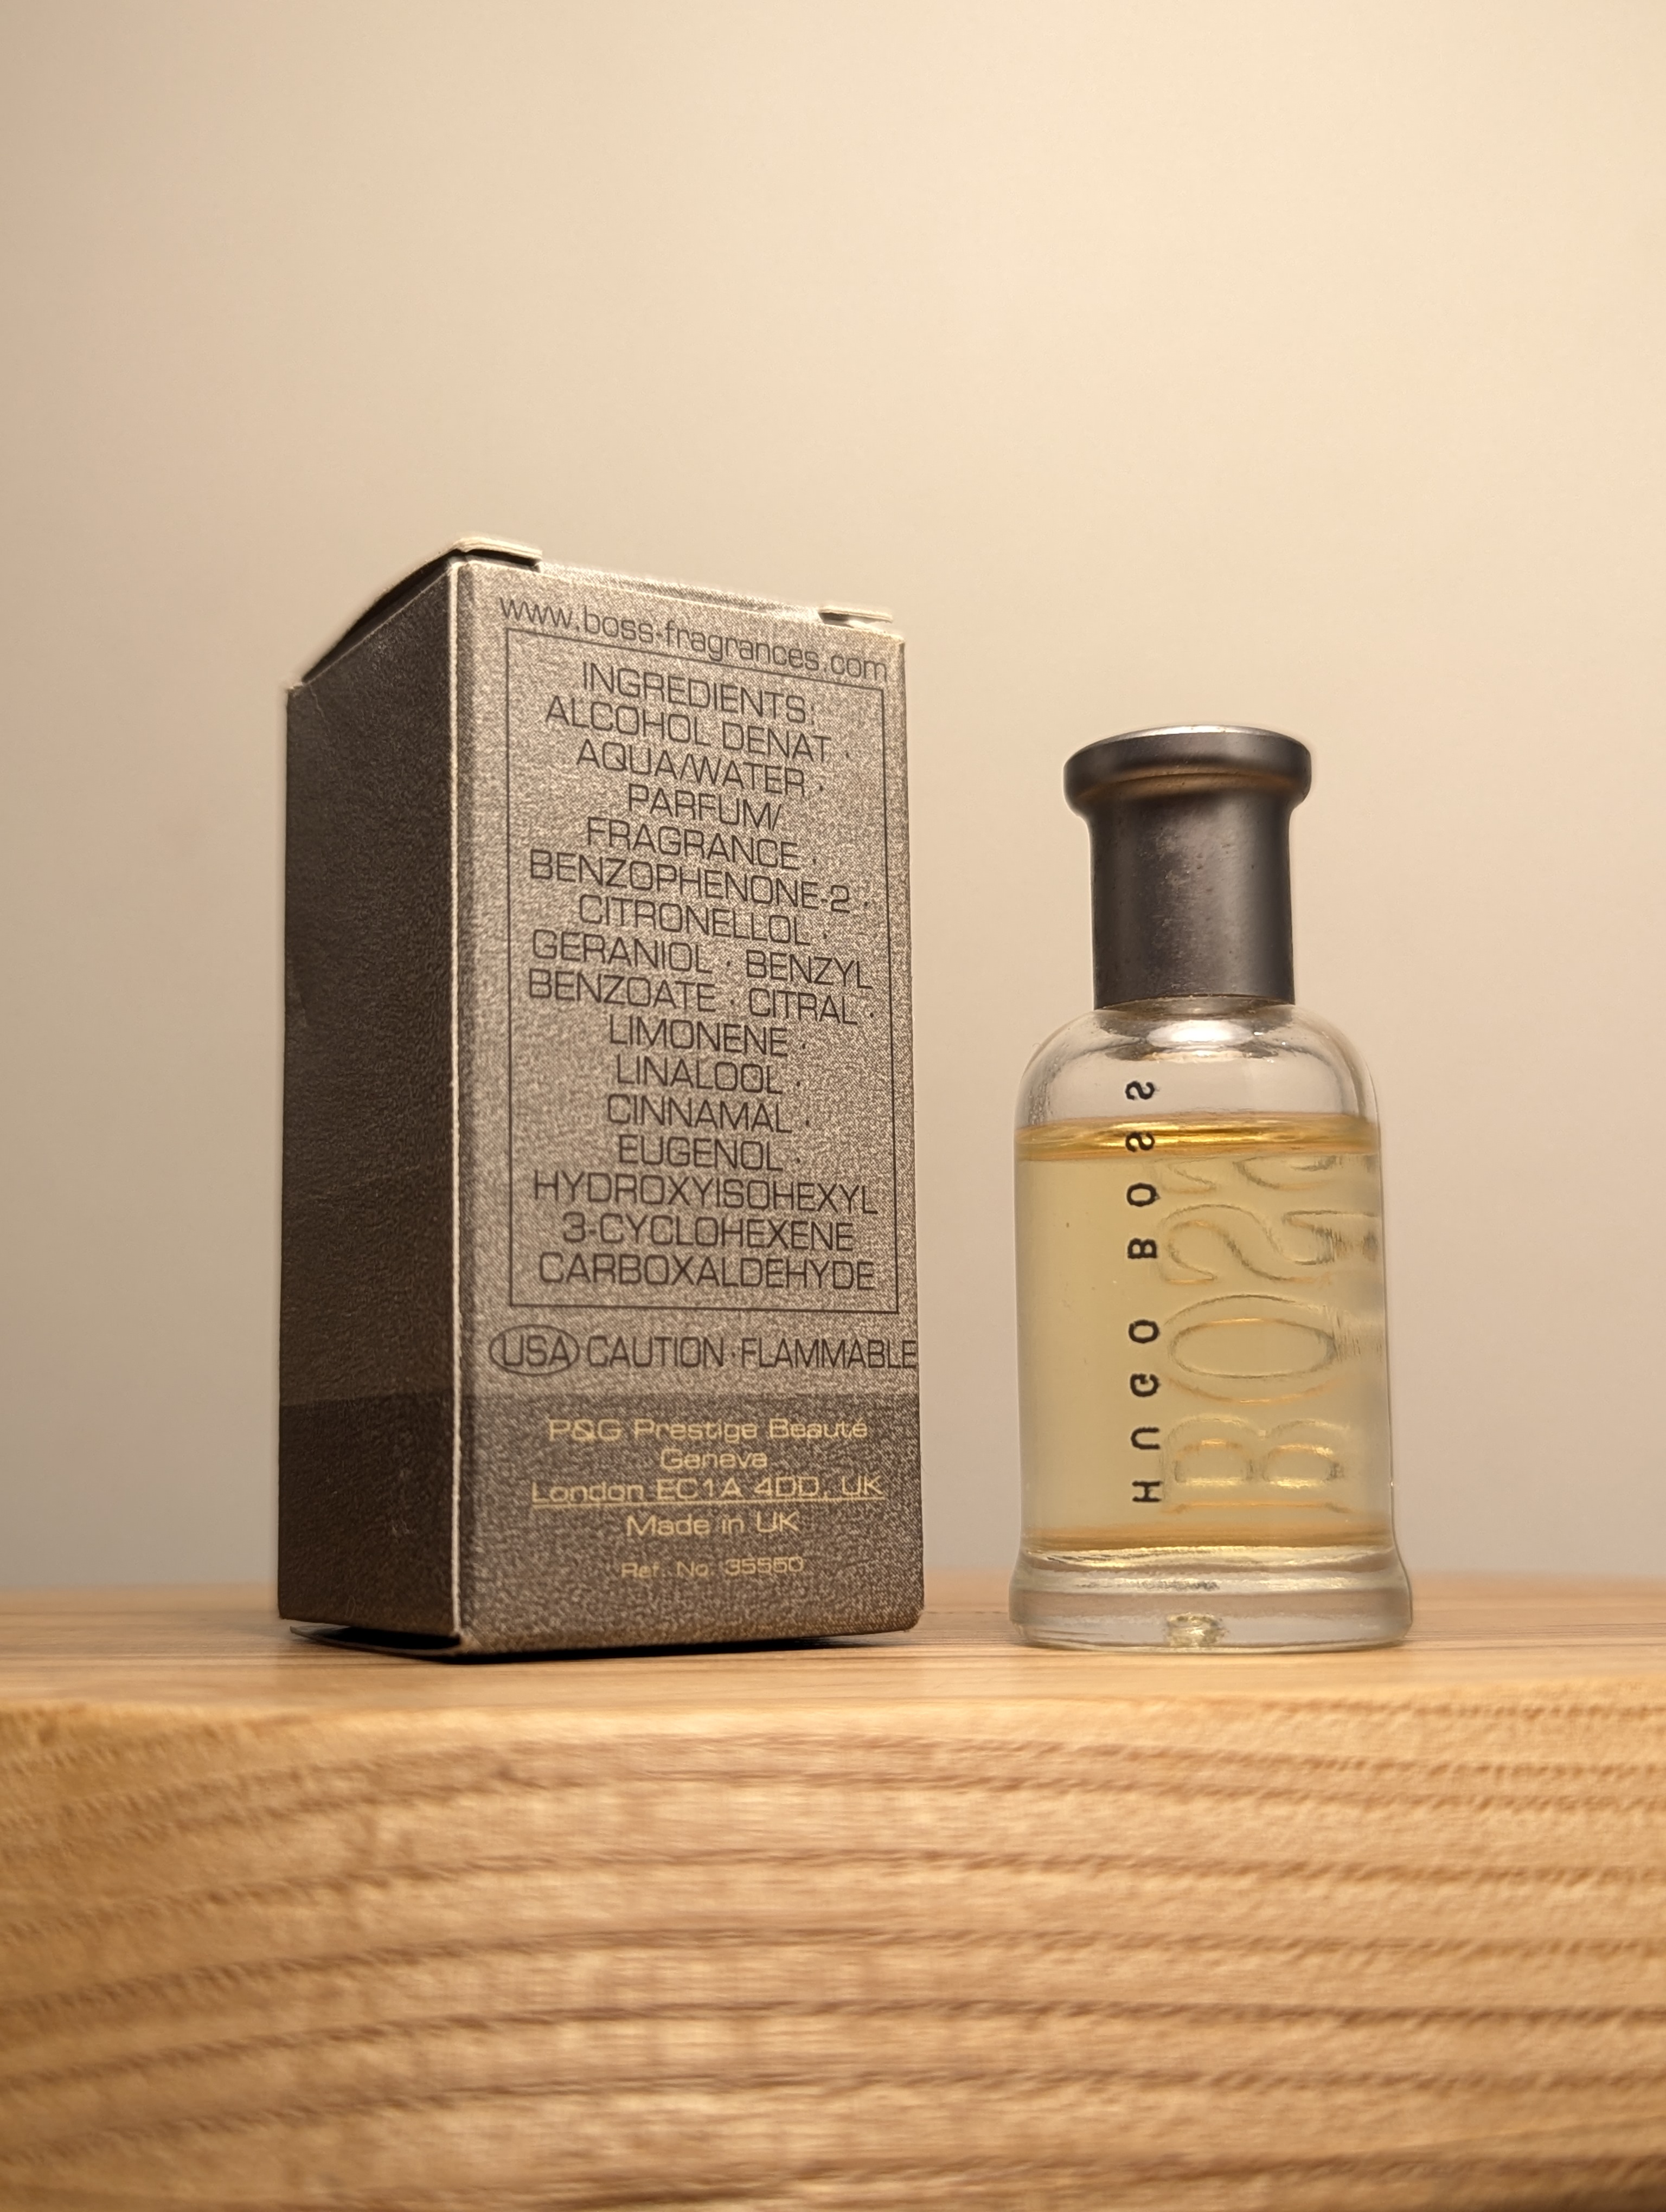 www.boss-fragrances.com
INGREDIENTS:
ALCOHOL DENAT. ·
AQUA/WATER ·
PARFUM/
FRAGRANCE ·
BENZOPHENONE-2 ·
CITRONELLOL ·
GERANIOL · BENZYL
BENZOATE · CITRAL ·
LIMONENE ·
LINALOOL ·
CINNAMAL ·
EUGENOL ·
HYDROXYISOHEXYL
3-CYCLOHEXENE
CARBOXALDEHYDE
USA CAUTION·FLAMMABLE
P&G Prestige Beauté
Geneva
London EC1A 4DD, UK
Made in UK
Ref. No. 35550
HUGO BOSS
BOSS